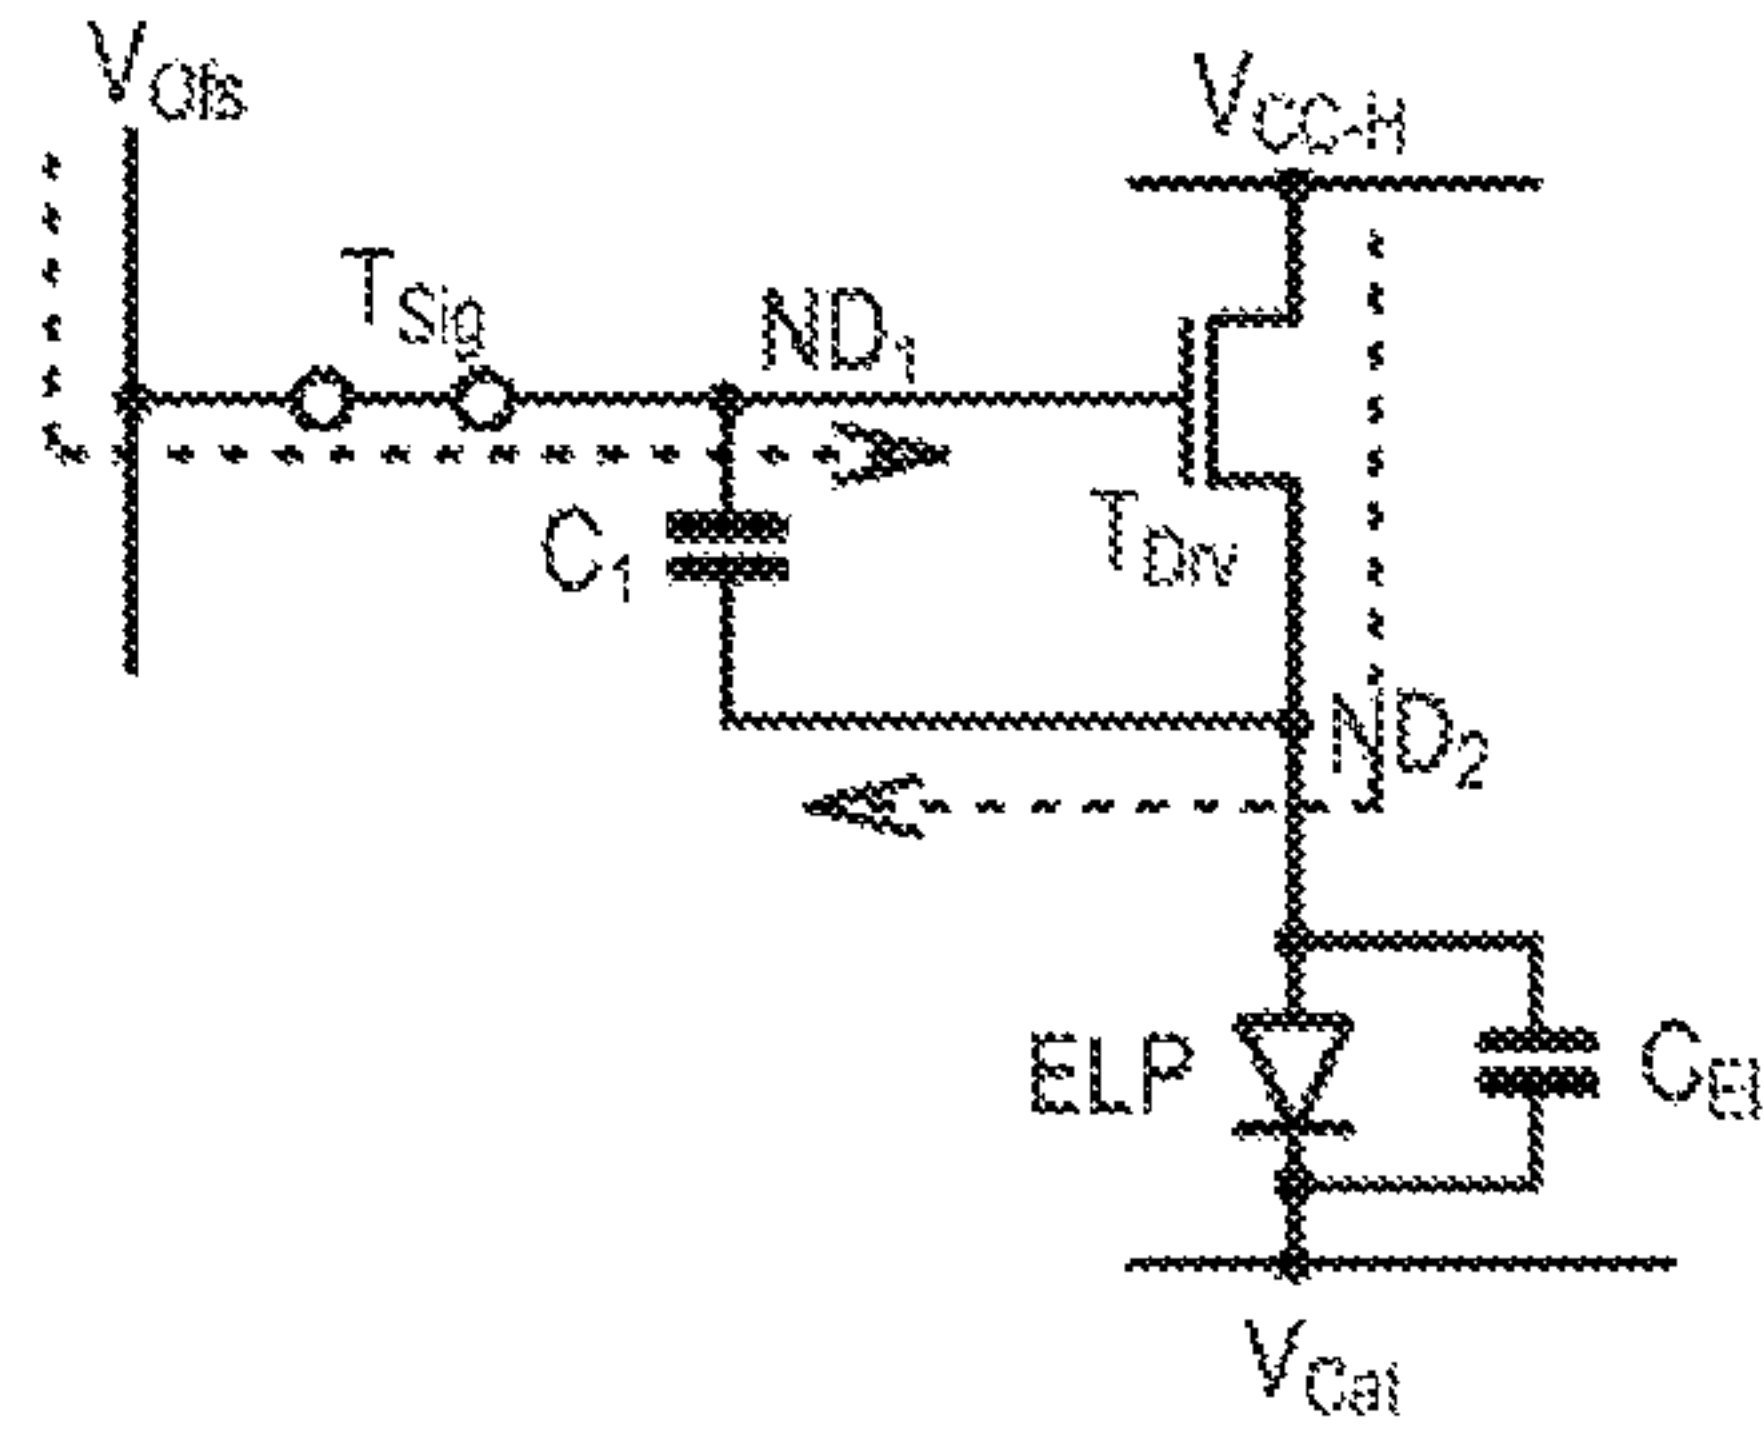 VOfs
VCC-H
TSig
ND1
C1
TDrv
ND2
ELP
CEl
VCat